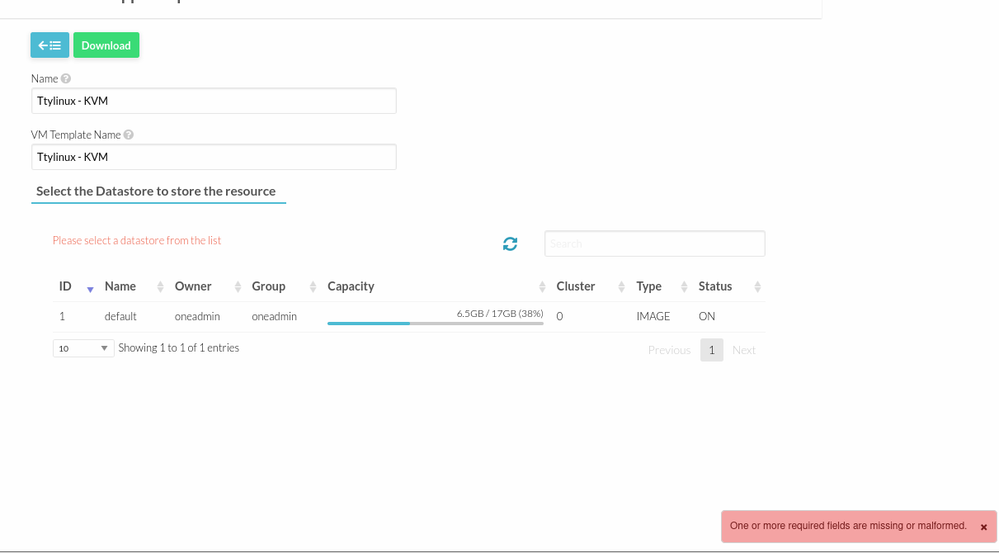 Download
Name
Ttylinux - KVM
VM Template Name
Ttylinux - KVM
Select the Datastore to store the resource
Please select a datastore from the list
Search
ID Name Owner Group Capacity Cluster Type Status
1 default oneadmin oneadmin 6.5GB / 17GB (38%) 0 IMAGE ON
10 Showing 1 to 1 of 1 entries Previous 1 Next
One or more required fields are missing or malformed.